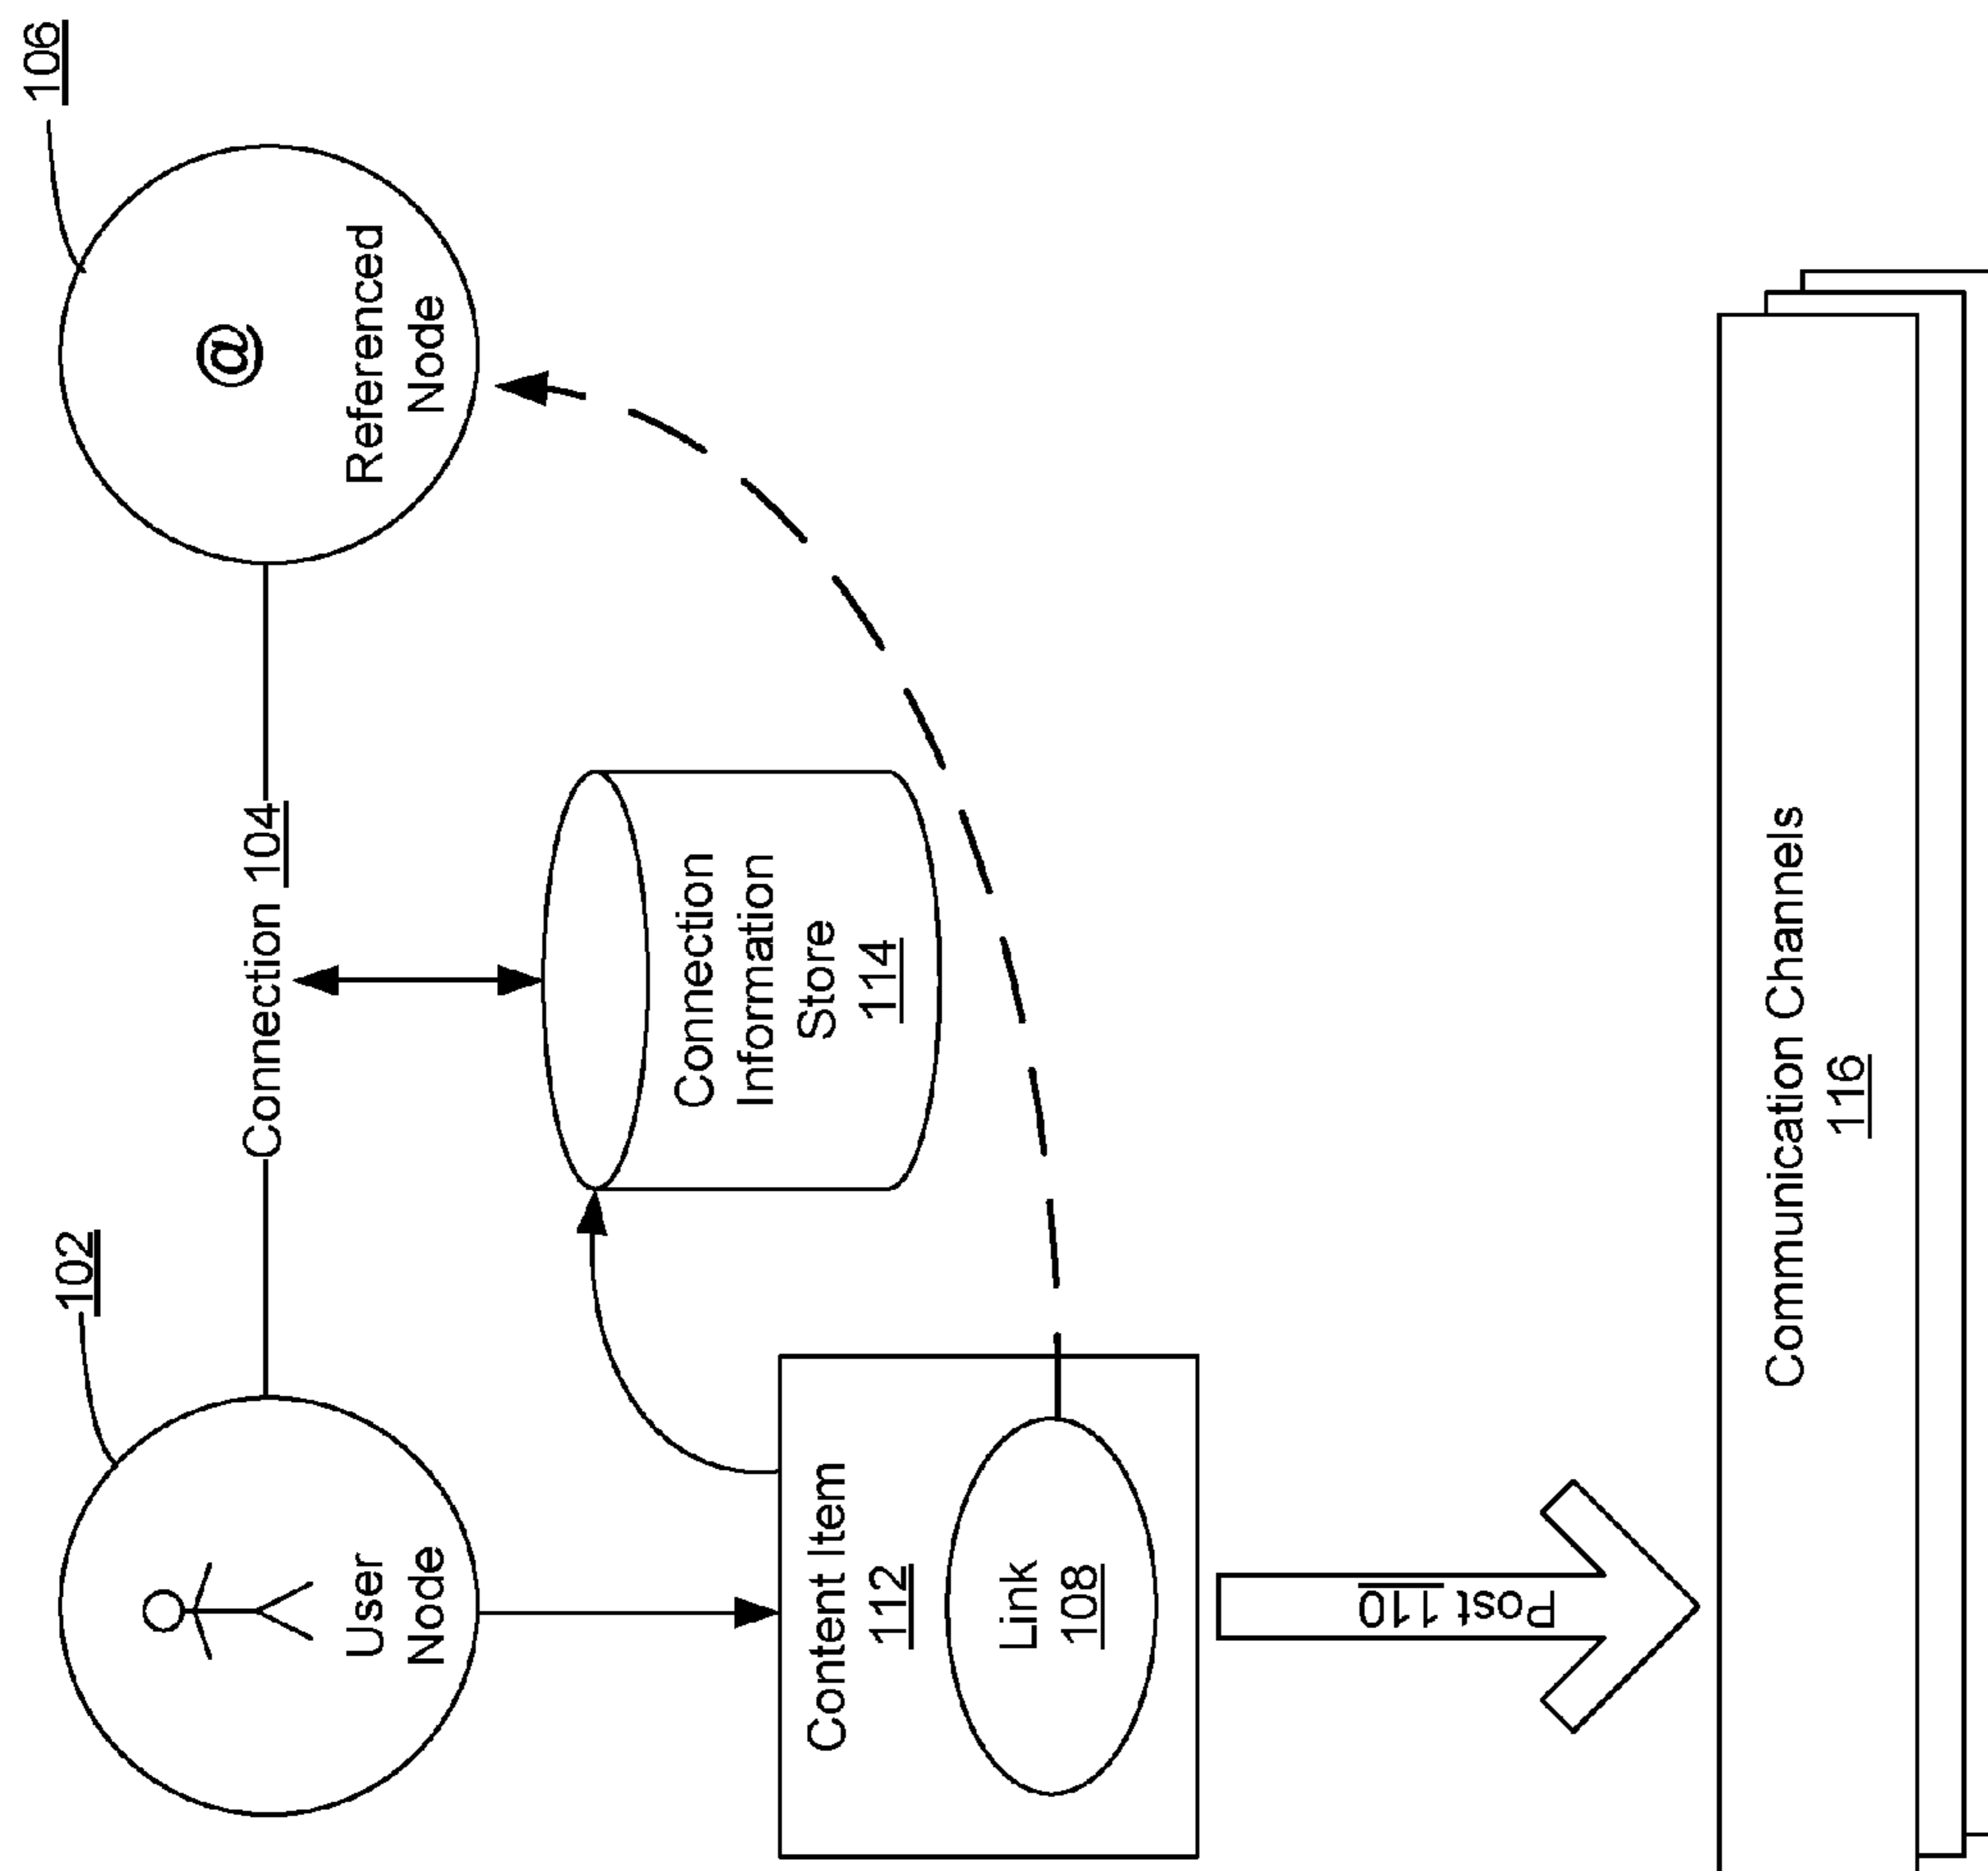 102
106
User
Node
Connection 104
@
Referenced
Node
Connection
Information
Store
114
Content Item
112
Link
108
Post 110
Communication Channels
116